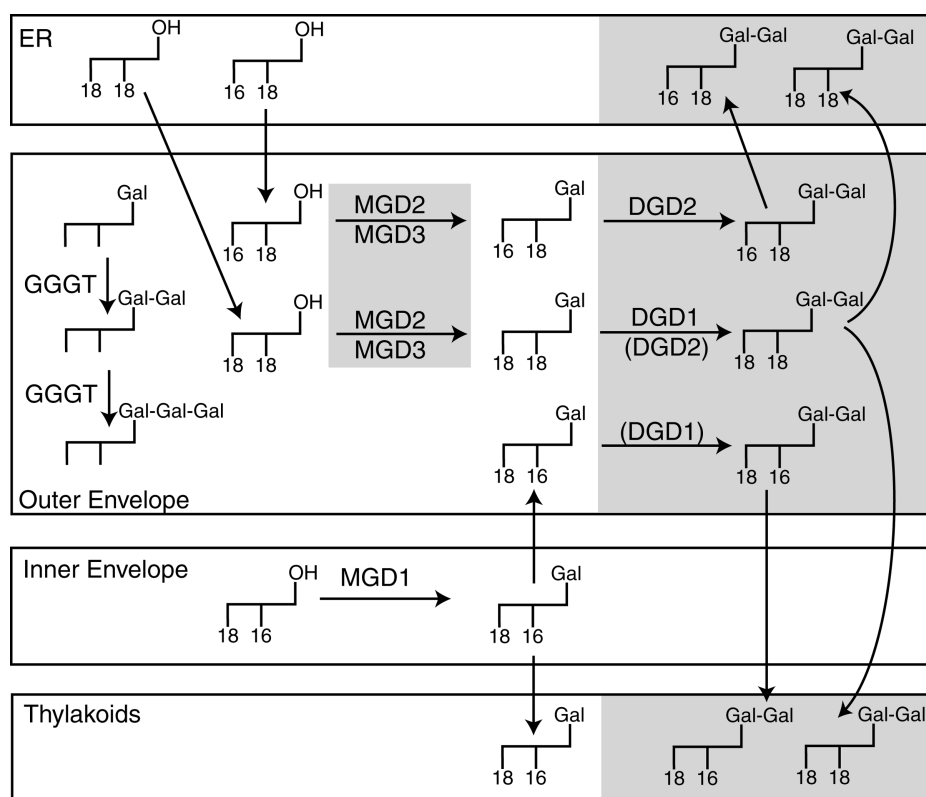 ER
OH
18 18
OH
16 18
Gal-Gal
16 18
Gal-Gal
18 18
Gal
GGGT
Gal-Gal
GGGT
Gal-Gal-Gal
OH
16 18
MGD2
MGD3
Gal
16 18
DGD2
Gal-Gal
16 18
OH
18 18
MGD2
MGD3
Gal
18 18
DGD1
(DGD2)
Gal-Gal
18 18
Gal
18 16
(DGD1)
Gal-Gal
18 16
Outer Envelope
Inner Envelope
OH
18 16
MGD1
Gal
18 16
Thylakoids
Gal
18 16
Gal-Gal
18 16
Gal-Gal
18 18